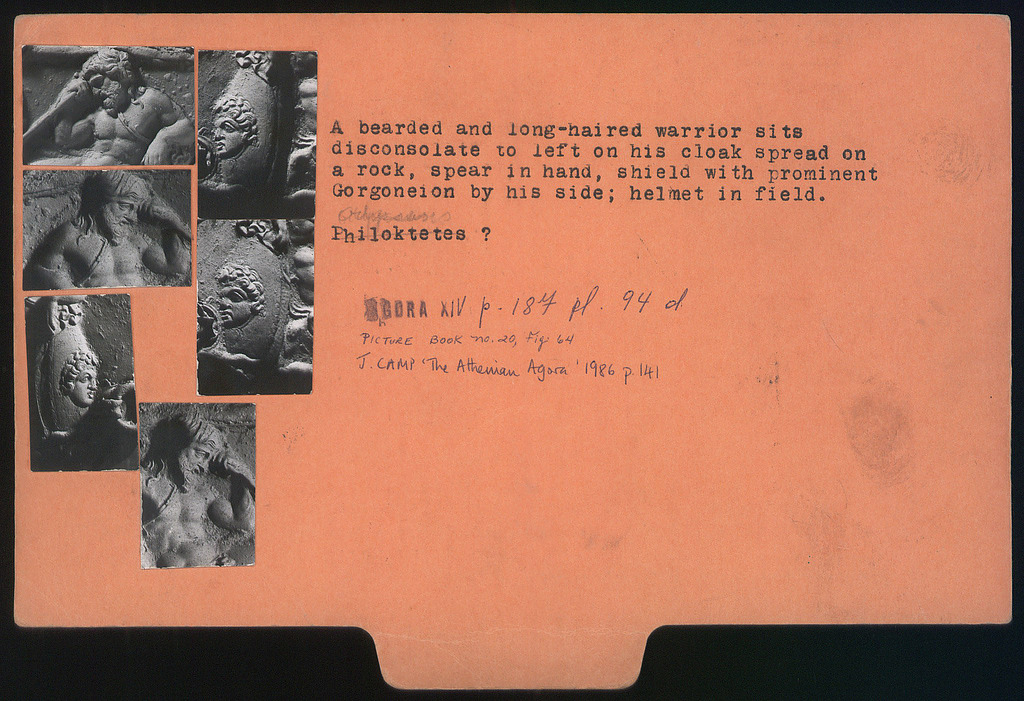 A bearded and long-haired warrior sits
disconsolate to left on his cloak spread on
a rock, spear in hand, shield with prominent
Gorgoneion by his side; helmet in field.
Philoktetes ?
AGORA XIV p. 187 pl. 94 d
PICTURE BOOK no. 20, Fig 64
J. CAMP 'The Athenian Agora' 1986 p. 141